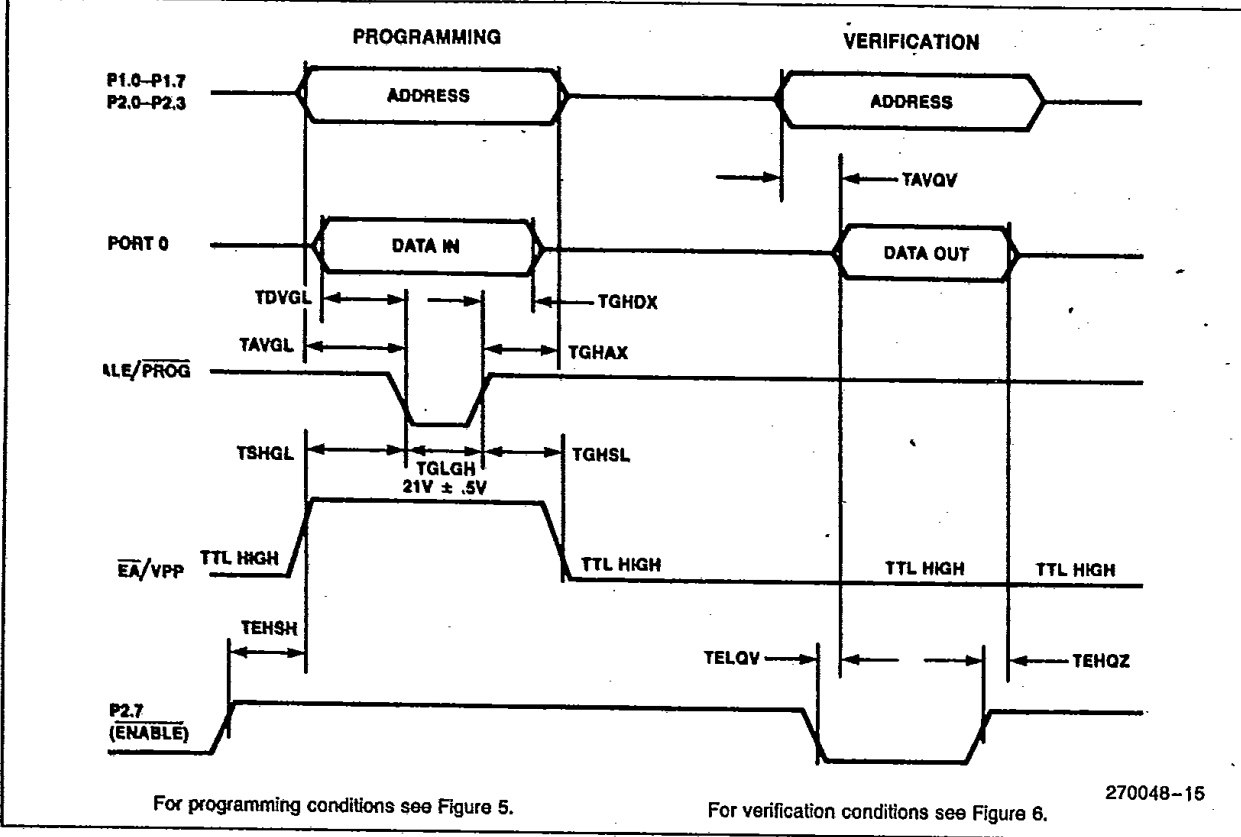 PROGRAMMING
VERIFICATION
P1.0–P1.7
P2.0–P2.3
ADDRESS
ADDRESS
TAVQV
PORT 0
DATA IN
DATA OUT
TDVGL
TGHDX
TAVGL
TGHAX
ALE/PROG
TSHGL
TGLGH
TGHSL
21V ± .5V
EA/VPP
TTL HIGH
TTL HIGH
TTL HIGH
TTL HIGH
TEHSH
TELQV
TEHQZ
P2.7
(ENABLE)
For programming conditions see Figure 5.
For verification conditions see Figure 6.
270048–15